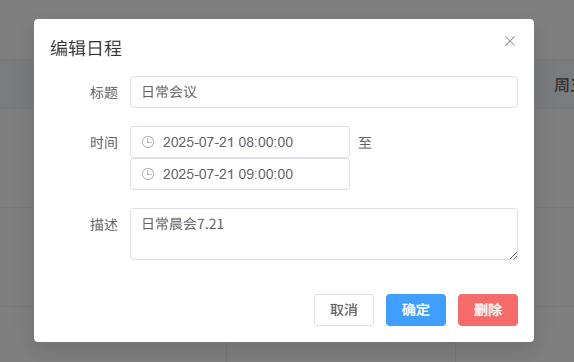 编辑日程
标题 日常会议
时间 2025-07-21 08:00:00 至
2025-07-21 09:00:00
描述 日常晨会7.21
取消 确定 删除